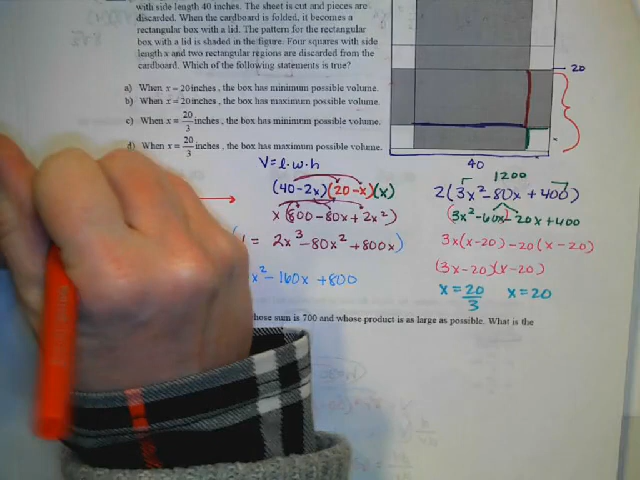 with side length 40 inches. The sheet is cut and pieces are
discarded. When the cardboard is folded, it becomes a
rectangular box with a lid. The pattern for the rectangular
box with a lid is shaded in the figure. Four squares with side
length x and two rectangular regions are discarded from the
cardboard. Which of the following statements is true?
a) When x = 20 inches, the box has minimum possible volume.
b) When x = 20 inches, the box has maximum possible volume.
c) When x = 20/3 inches, the box has minimum possible volume.
d) When x = 20/3 inches, the box has maximum possible volume.
20
40
V = l · w · h
(40-2x)(20-x)(x)
x(800-80x+2x²)
= 2x³-80x²+800x)
x²-160x+800
1200
2(3x²-80x+400)
(3x²-60x-20x+400
3x(x-20)-20(x-20)
(3x-20)(x-20)
x=20/3 x=20
hose sum is 700 and whose product is as large as possible. What is the